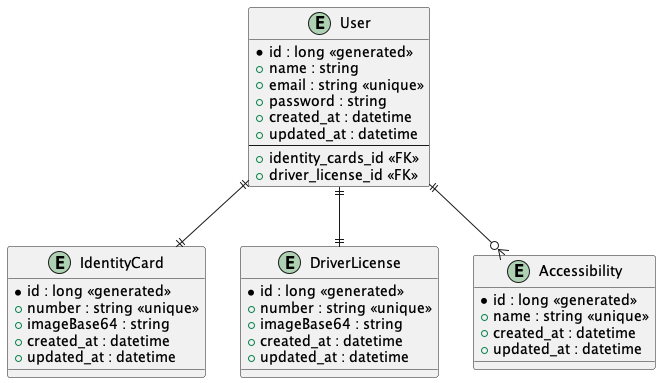 E User
* id : long «generated»
name : string
email : string «unique»
password : string
created_at : datetime
updated_at : datetime
identity_cards_id «FK»
driver_license_id «FK»
E IdentityCard
* id : long «generated»
number : string «unique»
imageBase64 : string
created_at : datetime
updated_at : datetime
E DriverLicense
* id : long «generated»
number : string «unique»
imageBase64 : string
created_at : datetime
updated_at : datetime
E Accessibility
* id : long «generated»
name : string «unique»
created_at : datetime
updated_at : datetime